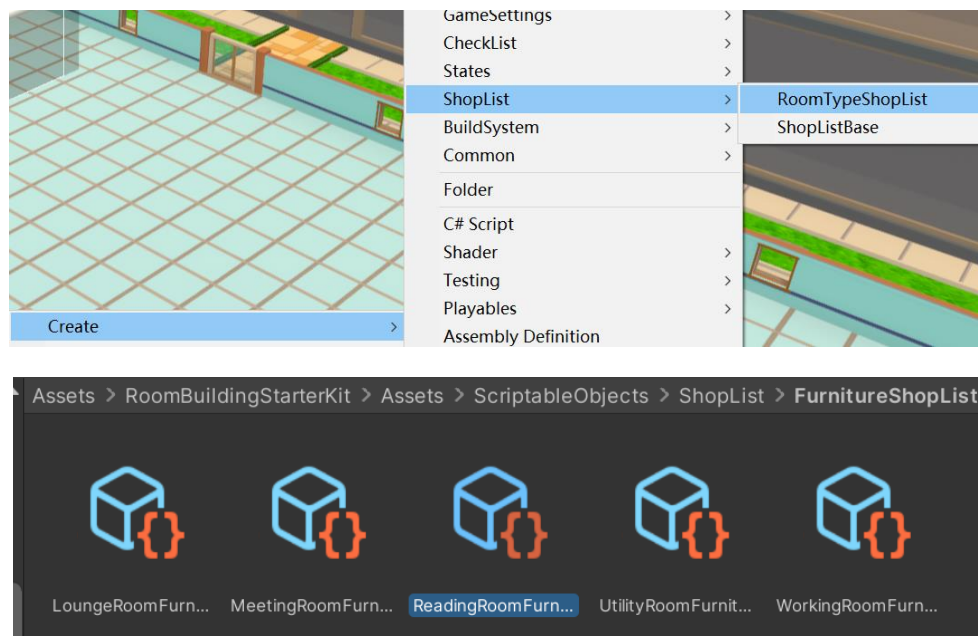 GameSettings >
CheckList >
States >
ShopList > RoomTypeShopList
BuildSystem > ShopListBase
Common >
Folder
C# Script
Shader >
Testing >
Playables >
Create > Assembly Definition
Assets > RoomBuildingStarterKit > Assets > ScriptableObjects > ShopList > FurnitureShopList
LoungeRoomFurn... MeetingRoomFurn... ReadingRoomFurn... UtilityRoomFurnit... WorkingRoomFurn...